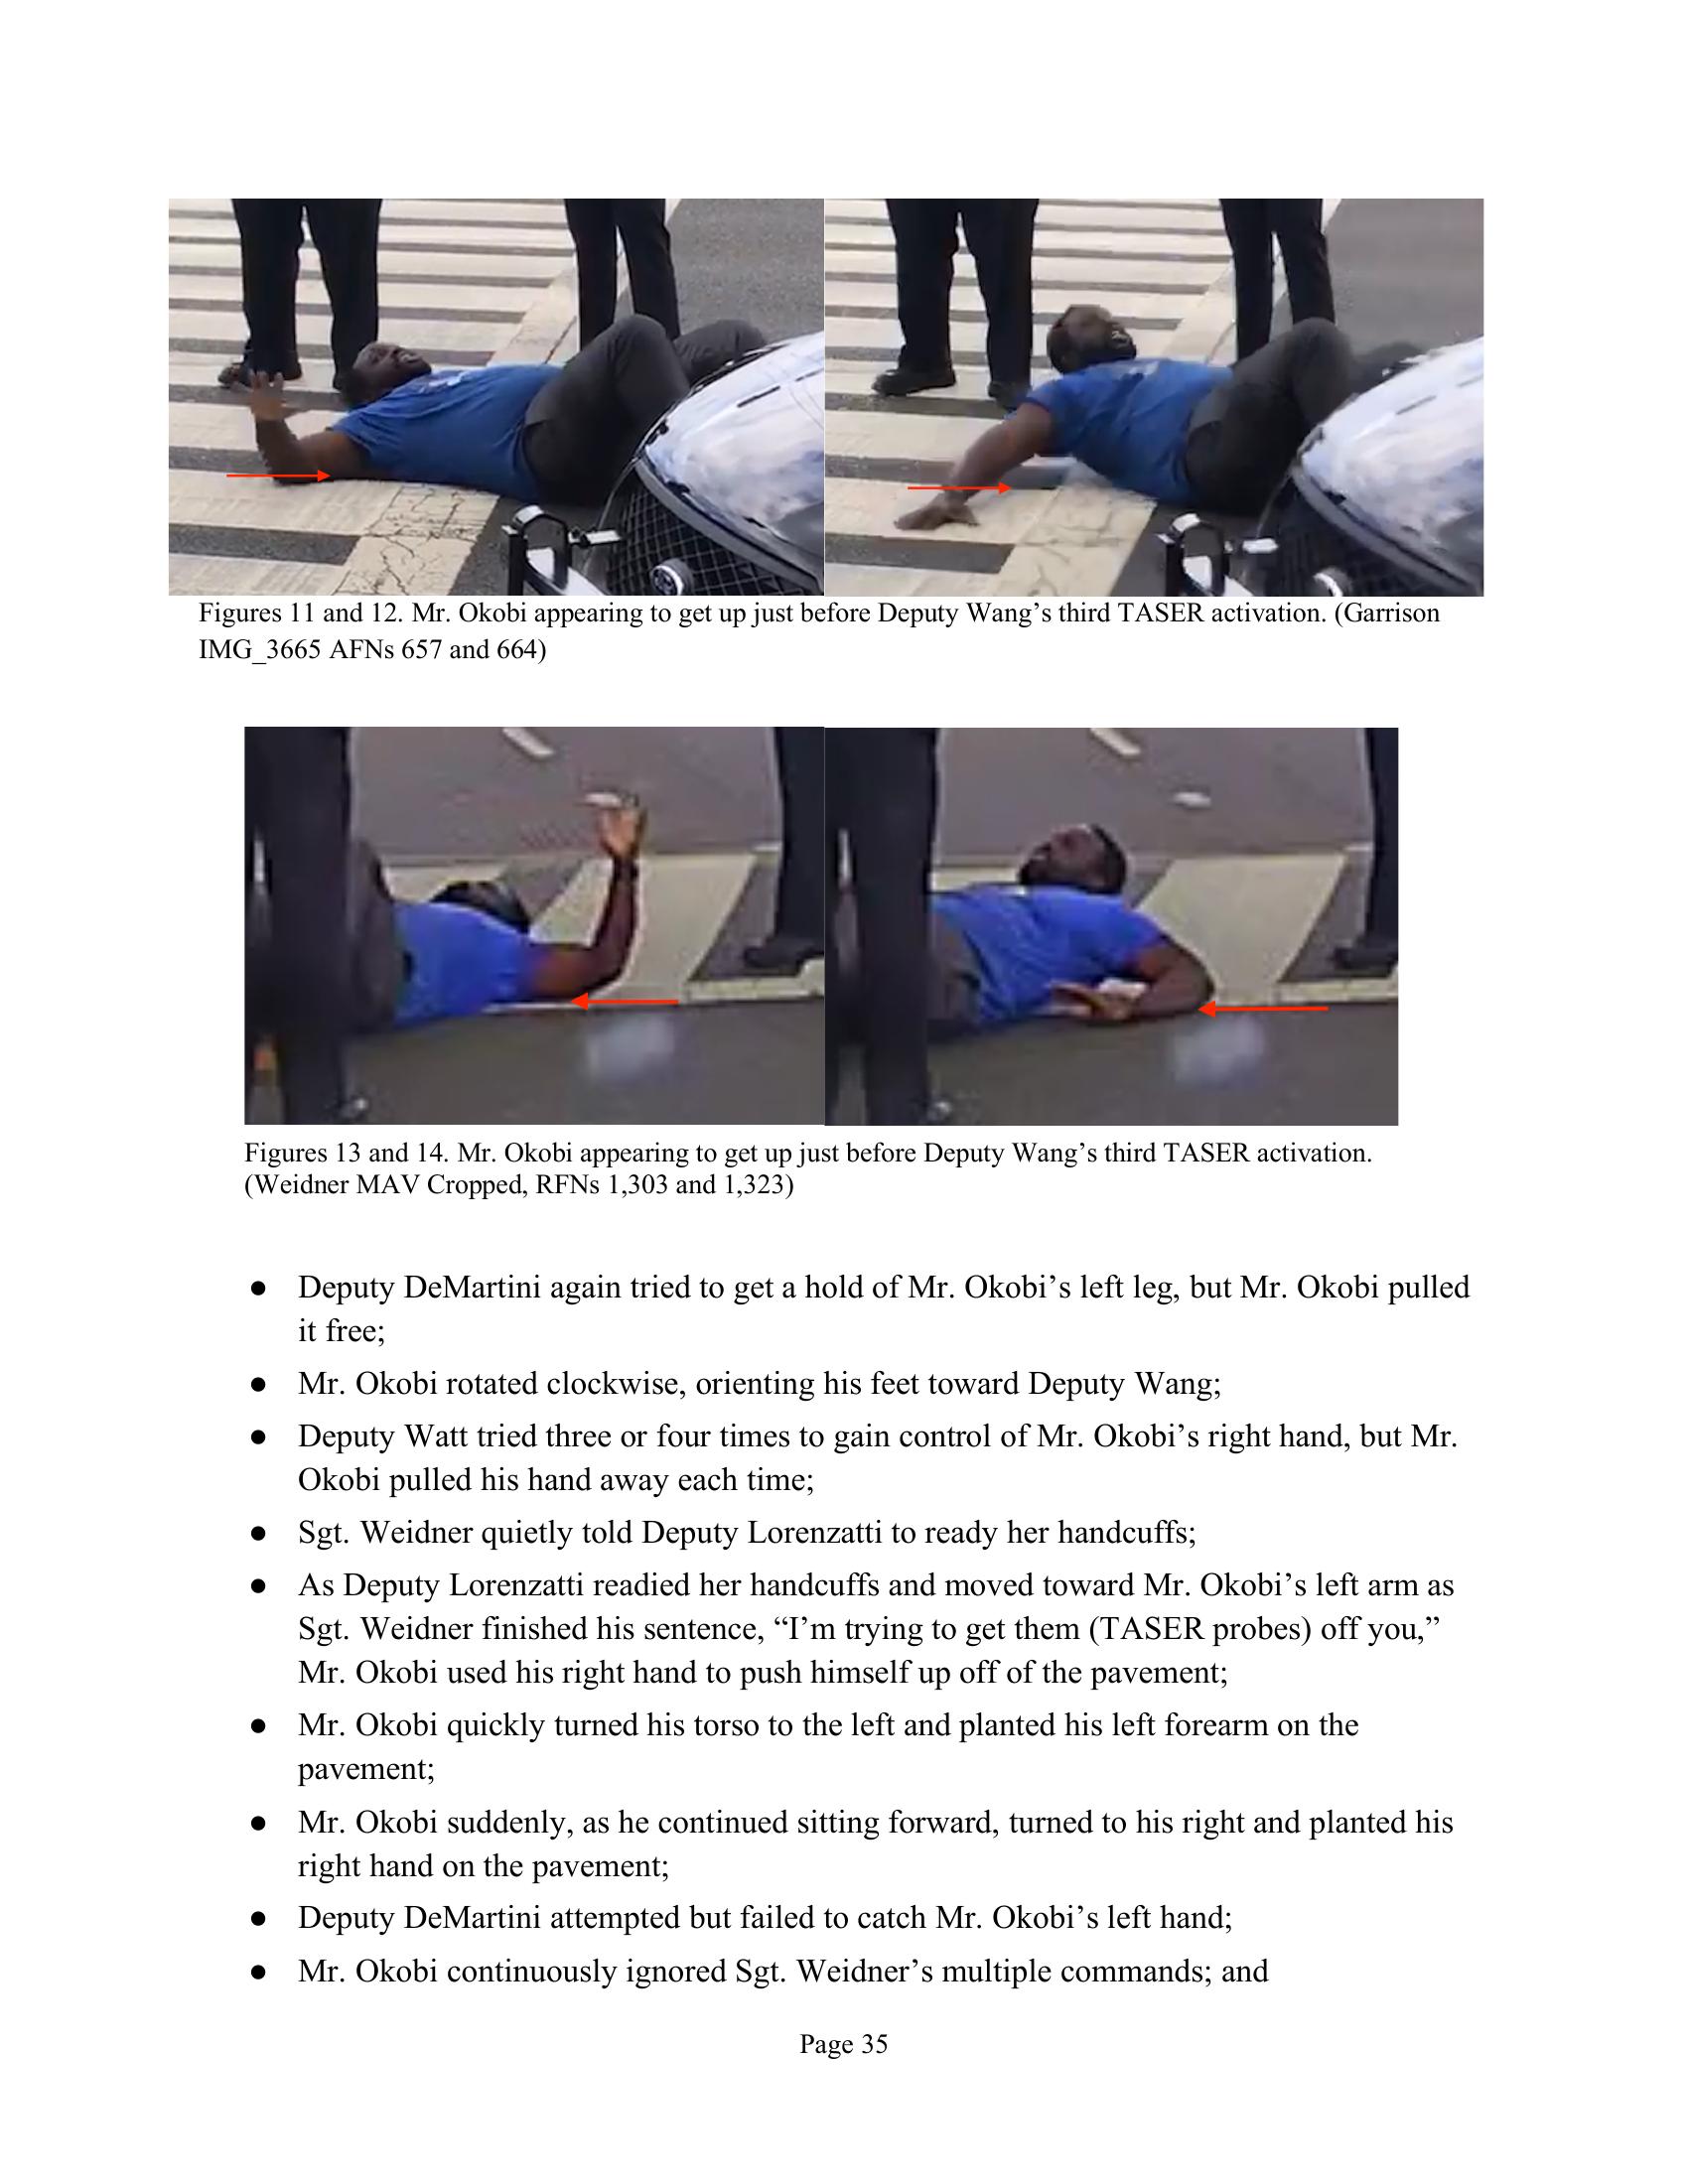 Figures 11 and 12. Mr. Okobi appearing to get up just before Deputy Wang’s third TASER activation. (Garrison
IMG_3665 AFNs 657 and 664)
Figures 13 and 14. Mr. Okobi appearing to get up just before Deputy Wang’s third TASER activation.
(Weidner MAV Cropped, RFNs 1,303 and 1,323)
● Deputy DeMartini again tried to get a hold of Mr. Okobi’s left leg, but Mr. Okobi pulled
it free;
● Mr. Okobi rotated clockwise, orienting his feet toward Deputy Wang;
● Deputy Watt tried three or four times to gain control of Mr. Okobi’s right hand, but Mr.
Okobi pulled his hand away each time;
● Sgt. Weidner quietly told Deputy Lorenzatti to ready her handcuffs;
● As Deputy Lorenzatti readied her handcuffs and moved toward Mr. Okobi’s left arm as
Sgt. Weidner finished his sentence, “I’m trying to get them (TASER probes) off you,”
Mr. Okobi used his right hand to push himself up off of the pavement;
● Mr. Okobi quickly turned his torso to the left and planted his left forearm on the
pavement;
● Mr. Okobi suddenly, as he continued sitting forward, turned to his right and planted his
right hand on the pavement;
● Deputy DeMartini attempted but failed to catch Mr. Okobi’s left hand;
● Mr. Okobi continuously ignored Sgt. Weidner’s multiple commands; and
Page 35